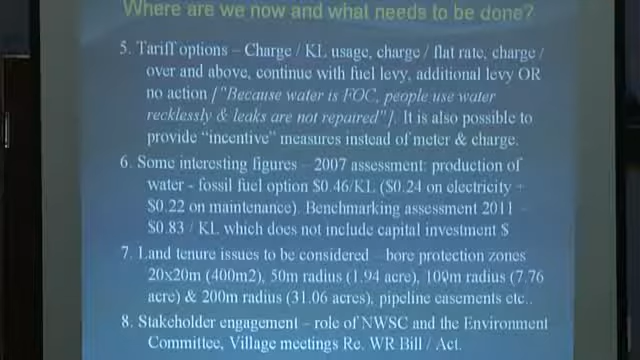 Where are we now and what needs to be done?
5. Tariff options – Charge / KL usage, charge / flat rate, charge /
over and above, continue with fuel levy, additional levy OR
no action ["Because water is FOC, people use water
recklessly & leaks are not repaired"]. It is also possible to
provide "incentive" measures instead of meter & charge.
6. Some interesting figures – 2007 assessment: production of
water - fossil fuel option $0.46/KL ($0.24 on electricity +
$0.22 on maintenance). Benchmarking assessment 2011 –
$0.83 / KL which does not include capital investment $
7. Land tenure issues to be considered – bore protection zones
20x20m (400m2), 50m radius (1.94 acre), 100m radius (7.76
acre) & 200m radius (31.06 acres), pipeline easements etc..
8. Stakeholder engagement – role of NWSC and the Environment
Committee, Village meetings Re. WR Bill / Act.